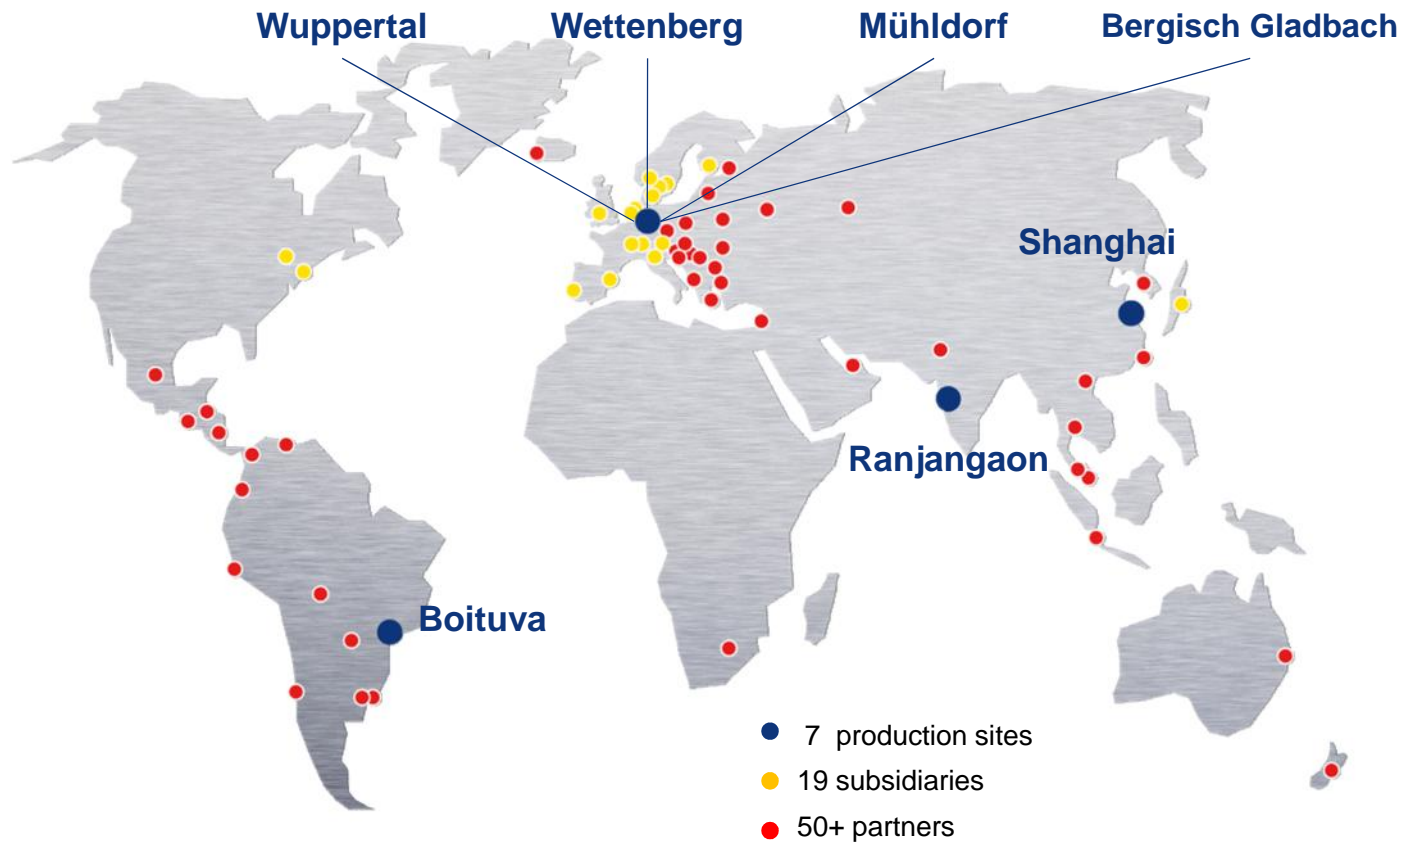 Wuppertal
Wettenberg
Mühldorf
Bergisch Gladbach
Shanghai
Ranjangaon
Boituva
7 production sites
19 subsidiaries
50+ partners